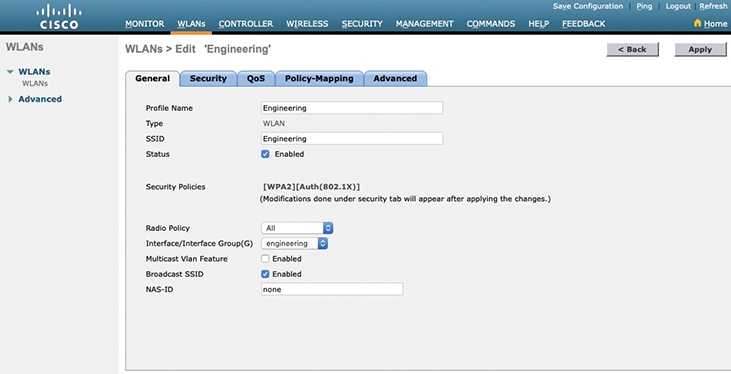 Save Configuration | Ping | Logout | Refresh
CISCO
MONITOR WLANs CONTROLLER WIRELESS SECURITY MANAGEMENT COMMANDS HELP FEEDBACK Home
WLANs
WLANs > Edit 'Engineering'
< Back
Apply
WLANs
WLANs
Advanced
General Security QoS Policy-Mapping Advanced
Profile Name Engineering
Type WLAN
SSID Engineering
Status Enabled
Security Policies [WPA2][Auth(802.1X)]
(Modifications done under security tab will appear after applying the changes.)
Radio Policy All
Interface/Interface Group(G) engineering
Multicast Vlan Feature Enabled
Broadcast SSID Enabled
NAS-ID none